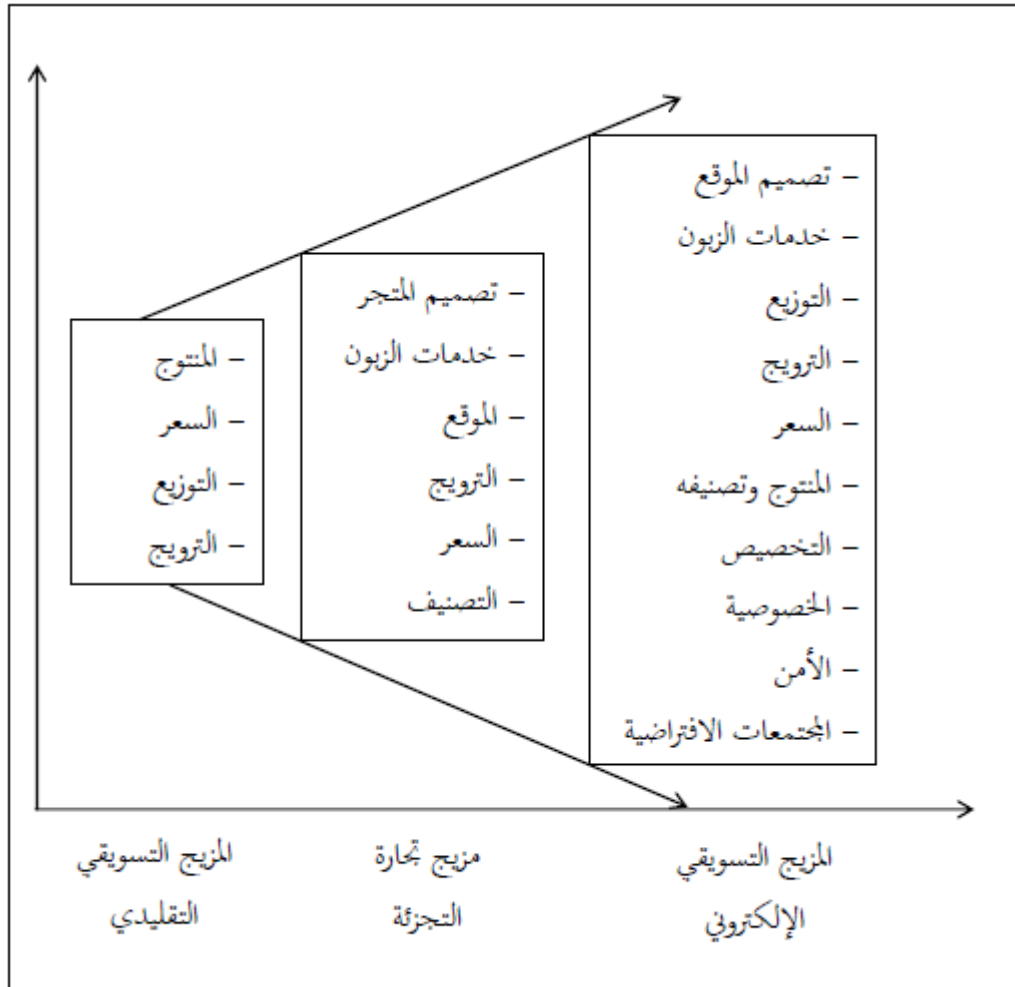 – تصميم الموقع
– خدمات الزبون
– التوزيع
– الترويج
– السعر
– المنتوج وتصنيفه
– التخصيص
– الخصوصية
– الأمن
– المجتمعات الافتراضية
– تصميم المتجر
– خدمات الزبون
– الموقع
– الترويج
– السعر
– التصنيف
– المنتوج
– السعر
– التوزيع
– الترويج
المزيج التسويقي
الإلكتروني
مزيج تجارة
التجزئة
المزيج التسويقي
التقليدي